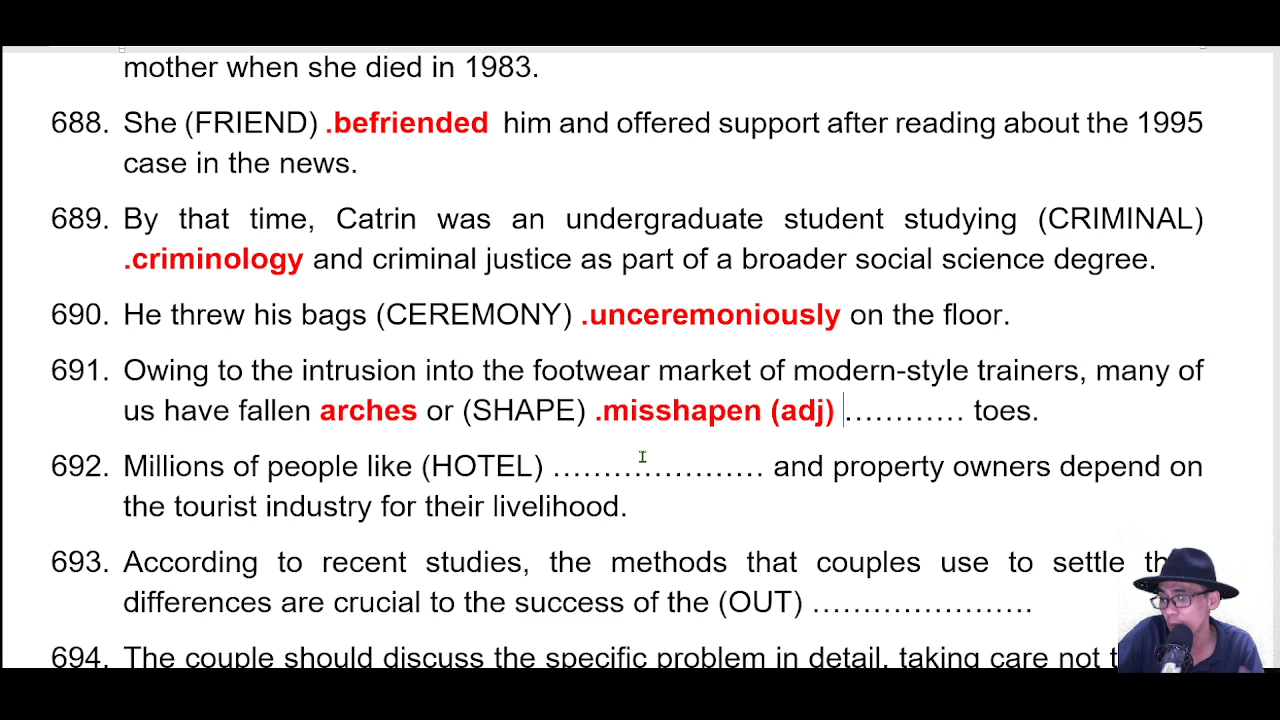 mother when she died in 1983.
688. She (FRIEND) .befriended him and offered support after reading about the 1995
case in the news.
689. By that time, Catrin was an undergraduate student studying (CRIMINAL)
.criminology and criminal justice as part of a broader social science degree.
690. He threw his bags (CEREMONY) .unceremoniously on the floor.
691. Owing to the intrusion into the footwear market of modern-style trainers, many of
us have fallen arches or (SHAPE) .misshapen (adj) ………… toes.
692. Millions of people like (HOTEL) ………………… and property owners depend on
the tourist industry for their livelihood.
693. According to recent studies, the methods that couples use to settle
differences are crucial to the success of the (OUT) ………………….
694. The couple should discuss the specific problem in detail, taking care not